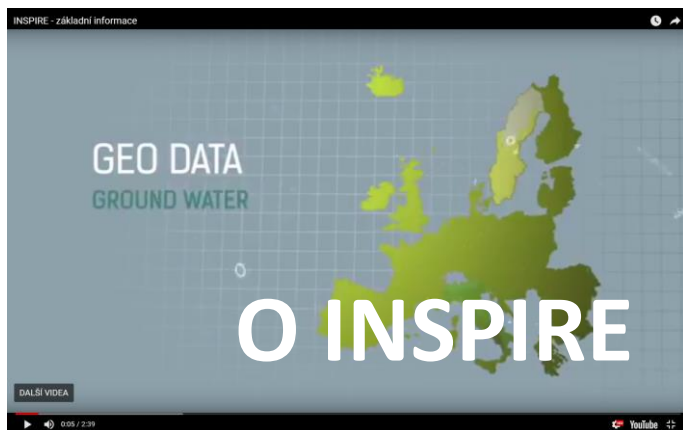 INSPIRE - základní informace
GEO DATA
GROUND WATER
O INSPIRE
DALŠÍ VIDEA
0:05 / 2:39
YouTube